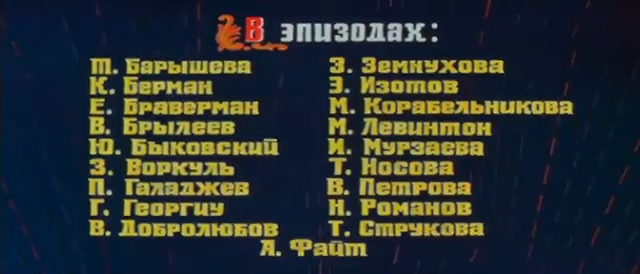 В эпизодах:
Т. Барышева
К. Берман
Е. Браверман
В. Брылеев
Ю. Быковский
З. Воркуль
П. Галаджев
Г. Георгиу
В. Добролюбов
З. Земнухова
Э. Изотов
М. Корабельникова
М. Левинтон
И. Мурзаева
Т. Носова
В. Петрова
Н. Романов
Т. Струкова
А. Файт